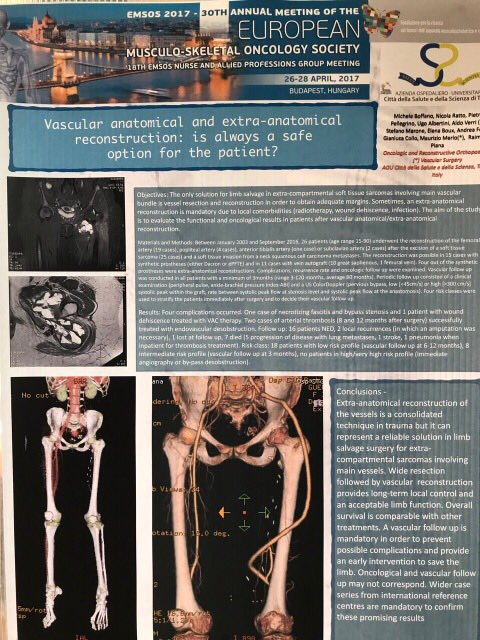 EMSOS 2017 - 30TH ANNUAL MEETING OF THE
EUROPEAN
MUSCULO-SKELETAL ONCOLOGY SOCIETY
18TH EMSOS NURSE AND ALLIED PROFESSIONS GROUP MEETING
26-28 APRIL, 2017
BUDAPEST, HUNGARY
AZIENDA OSPEDALIERO UNIVERSITAR
Città della Salute e della Scienza di T
Vascular anatomical and extra-anatomical
reconstruction: is always a safe
option for the patient?
Michele Boffano, Nicola Ratto, Pietr
Pellegrino, Ugo Albertini, Aldo Verri (
Stefano Marone, Elena Boux, Andrea Fe
Gianluca Collo, Maurizio Merlo(*), Raim
Piana
Oncologic and Reconstructive Orthopae
(*) Vascular Surgery
AOU Città della Salute e della Scienza, T
Italy
Objectives: The only solution for limb salvage in extra-compartmental soft tissue sarcomas involving main vascular
bundle is vessel resection and reconstruction in order to obtain adequate margins. Sometimes, an extra-anatomical
reconstruction is mandatory due to local comorbidities (radiotherapy, wound dehiscence, infection). The aim of the study
is to evaluate the functional and oncological results in patients after vascular anatomical/extra-anatomical
reconstruction.
Materials and Methods: Between January 2003 and September 2016, 26 patients (age range 15-90) underwent the reconstruction of the femoral
artery (19 cases), popliteal artery (4 cases), anterior tibialis artery (one case) or subclavian artery (2 cases) after the excision of a soft tissue
sarcoma (25 cases) and a soft tissue invasion from a neck squamous cell metastasis. The reconstruction was possible in 15 cases with
synthetic prostheses (either Dacron or ePTFE) and in 11 cases with vein autograft (10 great saphenous, 1 femoral vein). Four out of the synthetic
prostheses were extra-anatomical reconstructions. Complications, recurrence rate and oncologic follow up were examined. Vascular follow up
was conducted in all patients with a minimum of 3 months (range 3-126 months, average 80 months). Periodic follow up consisted of a clinical
examination (peripheral pulse, ankle-brachial pressure index ABI) and a US ColorDoppler (pervious bypass, low (<45cm/s) or high (>300 cm/s)
systolic peak within the graft, ratio between systolic peak flow at stenosis level and systolic peak flow at the anastomosis). Four risk classes were
used to stratify the patients immediately after surgery and to decide their vascular follow up.
Results: Four complications occurred. One case of necrotizing fasciitis and bypass stenosis and 1 patient with wound
dehiscence treated with VAC therapy. Two cases of arterial thrombosis (8 and 12 months after surgery) succesfully
treated with endovascular desobstruction. Follow up: 16 patients NED, 2 local recurrences (in which an amputation was
necessary), 1 lost at follow up, 7 died (5 progression of disease with lung metastases, 1 stroke, 1 pneumonia when
inpatient for thrombosis treatment). Risk class: 18 patients with low risk profile (vascular follow up at 6-12 months), 8
intermediate risk profile (vascular follow up at 3 months), no patients in high/very high risk profile (immediate
angiography or by-pass desobstruction).
No cut
5mm/rot
sp
ana
cm
Conclusions -
Extra-anatomical reconstruction of
the vessels is a consolidated
technique in trauma but it can
represent a reliable solution in limb
salvage surgery for extra-
compartmental sarcomas involving
main vessels. Wide resection
followed by vascular reconstruction
provides long-term local control and
an acceptable limb function. Overall
survival is comparable with other
treatments. A vascular follow up is
mandatory in order to prevent
possible complications and provide
an early intervention to save the
limb. Oncological and vascular follow
up may not correspond. Wider case
series from international reference
centres are mandatory to confirm
these promising results